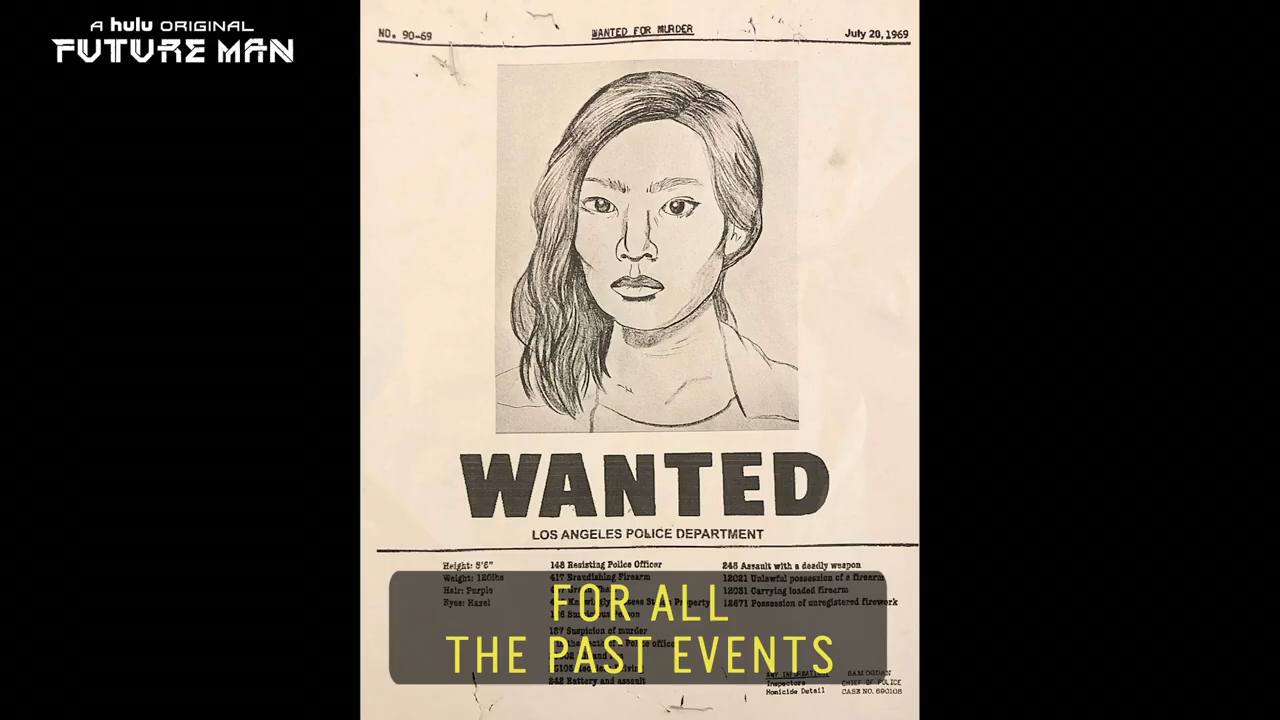 A hulu ORIGINAL
FUTURE MAN
NO. 90-69
WANTED FOR MURDER
July 20, 1969
WANTED
LOS ANGELES POLICE DEPARTMENT
Height: 5'6"
Weight: 120lbs
Hair: Purple
Eyes: Hazel
148 Resisting Police Officer
417 Brandishing Firearm
Property
187 Suspicion of murder
242 Battery and assault
245 Assault with a deadly weapon
12021 Unlawful possession of a firearm
12031 Carrying loaded firearm
12671 Possession of unregistered firework
FOR ALL
THE PAST EVENTS
ANY INFORMATION
Inspectors
Homicide Detail
SAM OGDAN
CHIEF OF POLICE
CASE NO. 690108